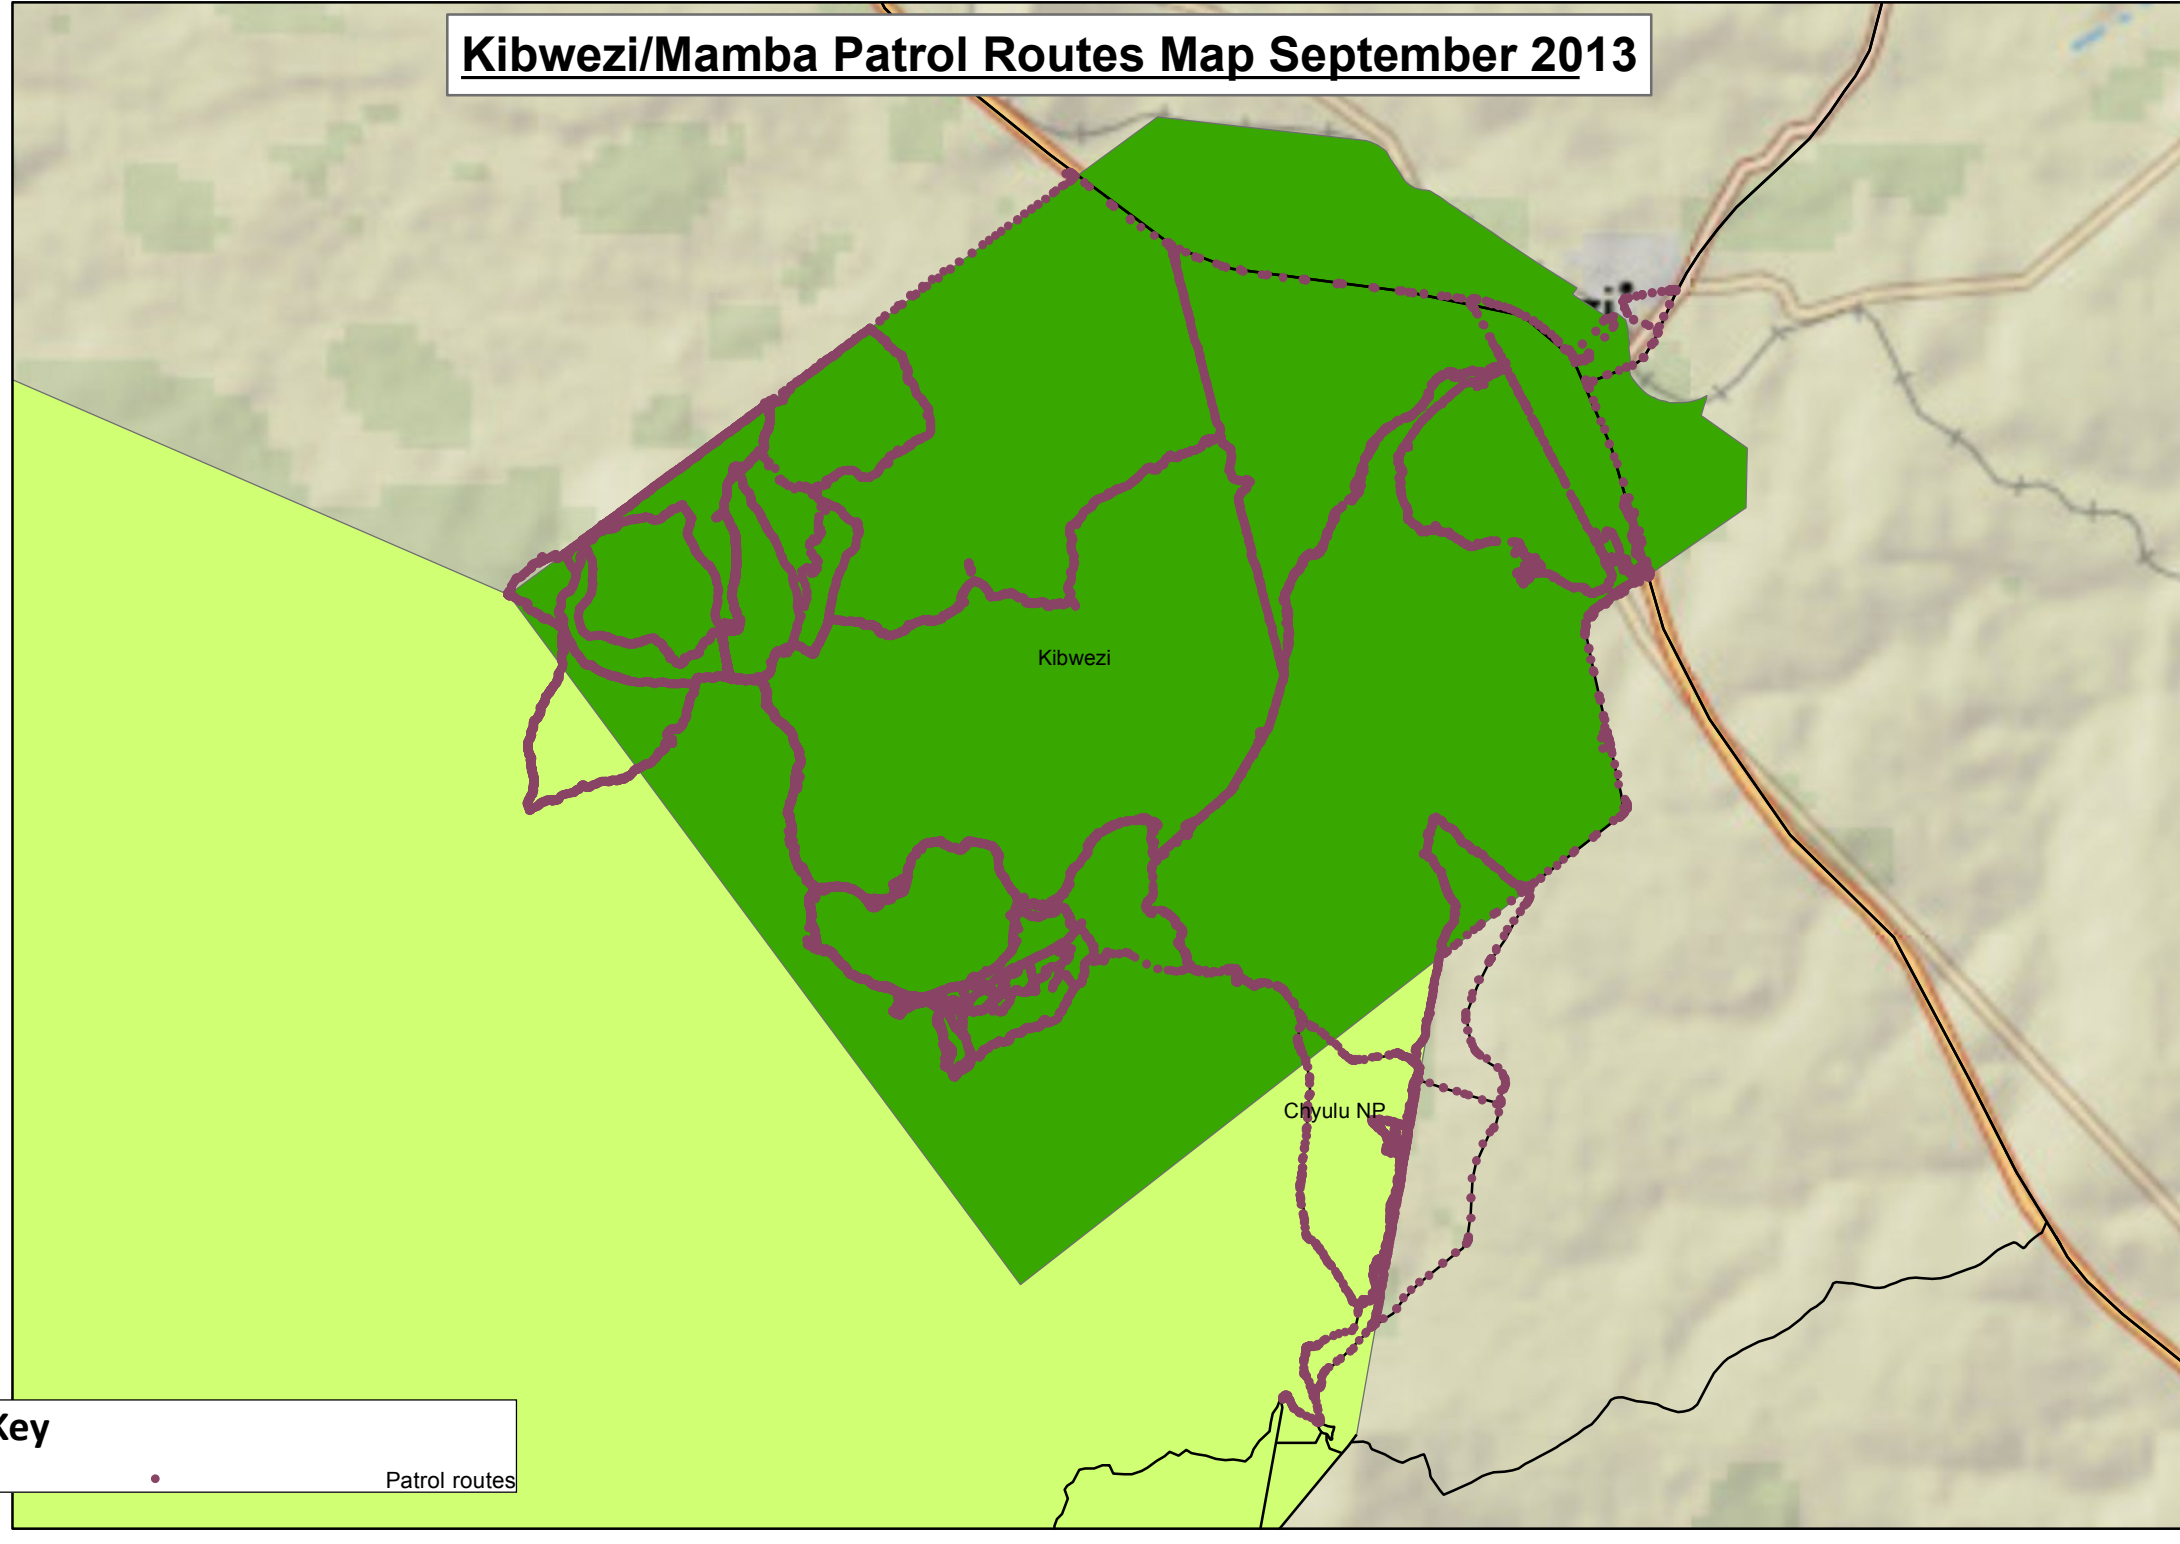 Kibwezi/Mamba Patrol Routes Map September 2013
Kibwezi
Chyulu NP
Key
Patrol routes